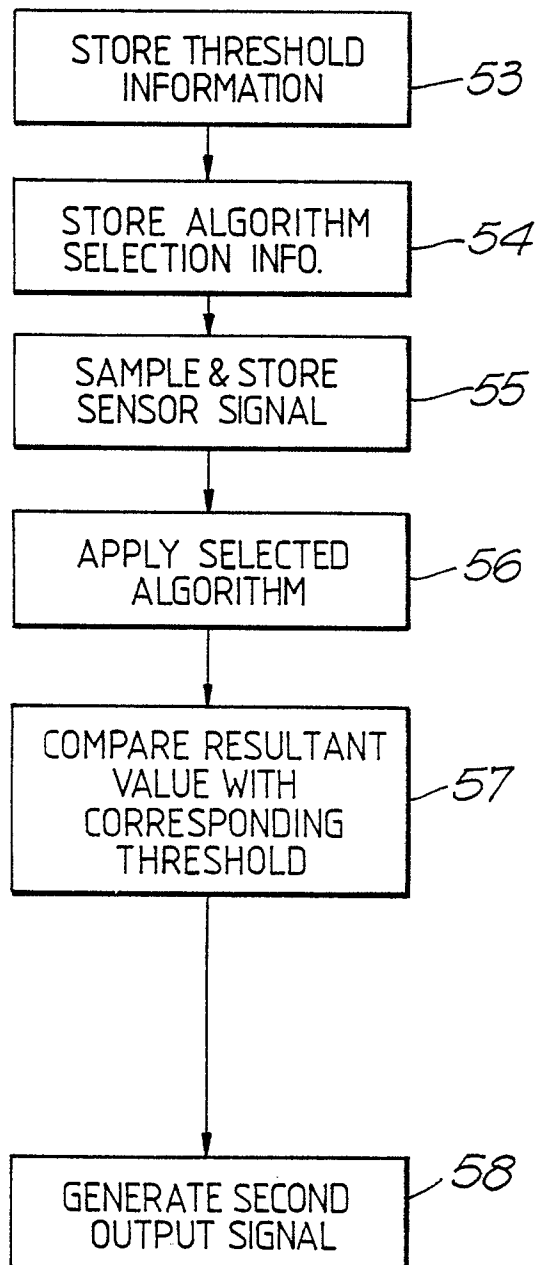 STORE THRESHOLD
INFORMATION
53
STORE ALGORITHM
SELECTION INFO.
54
SAMPLE & STORE
SENSOR SIGNAL
55
APPLY SELECTED
ALGORITHM
56
COMPARE RESULTANT
VALUE WITH
CORRESPONDING
THRESHOLD
57
GENERATE SECOND
OUTPUT SIGNAL
58